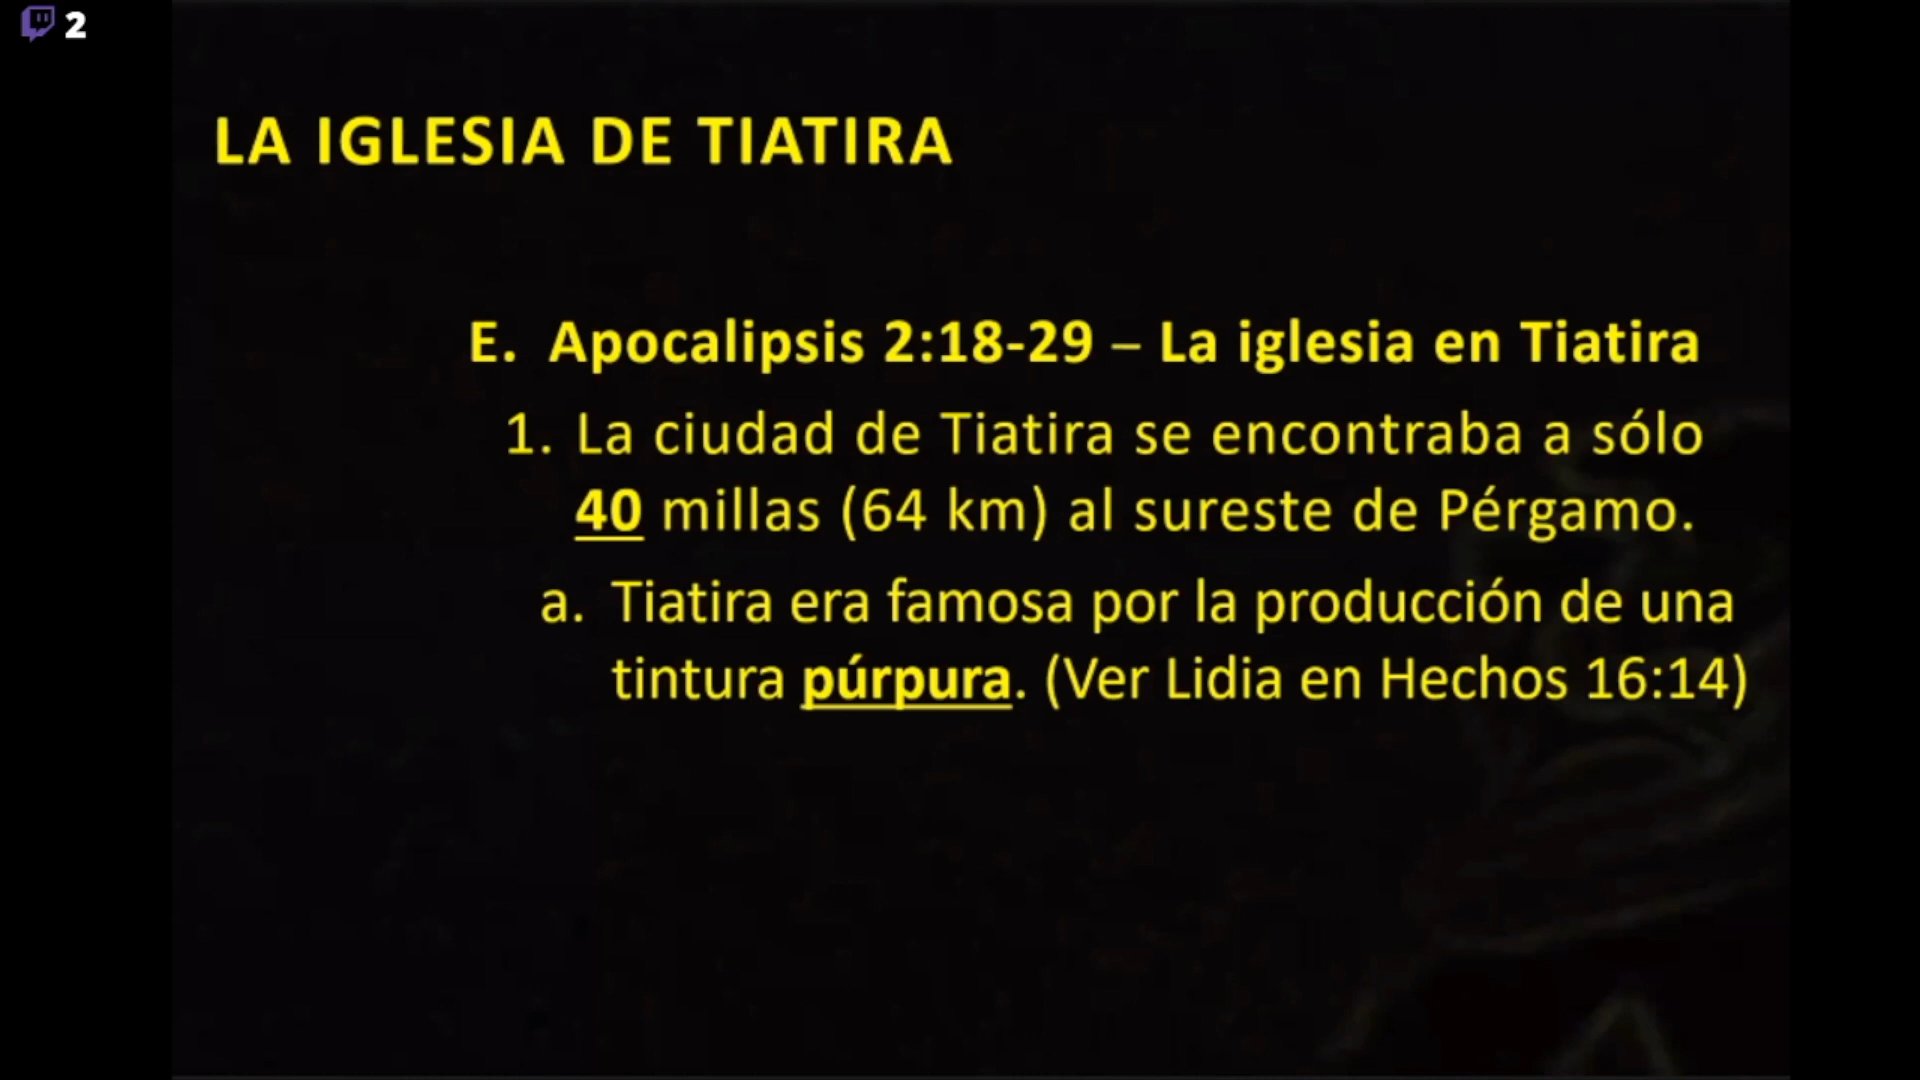 2
LA IGLESIA DE TIATIRA
E. Apocalipsis 2:18-29 – La iglesia en Tiatira
1. La ciudad de Tiatira se encontraba a sólo
40 millas (64 km) al sureste de Pérgamo.
a. Tiatira era famosa por la producción de una
tintura púrpura. (Ver Lidia en Hechos 16:14)